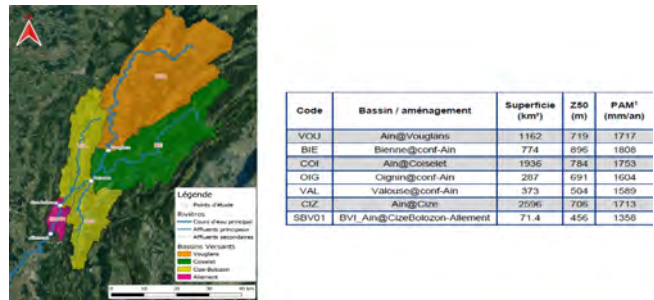 Légende
Points d'étude
Rivières
Cours d'eau principal
Affluents principaux
Affluents secondaires
Bassins Versants
Vouglans
Coiselet
Cize-Bolozon
Allement
Code Bassin / aménagement Superficie (km²) Z50 (m) PAM¹ (mm/an)
VOU Ain@Vouglans 1162 719 1717
BIE Bienne@conf-Ain 774 896 1808
COI Ain@Coiselet 1936 784 1753
OIG Oignin@conf-Ain 287 691 1604
VAL Valouse@conf-Ain 373 504 1589
CIZ Ain@Cize 2596 706 1713
SBV01 BVI_Ain@CizeBolozon-Allement 71.4 456 1358